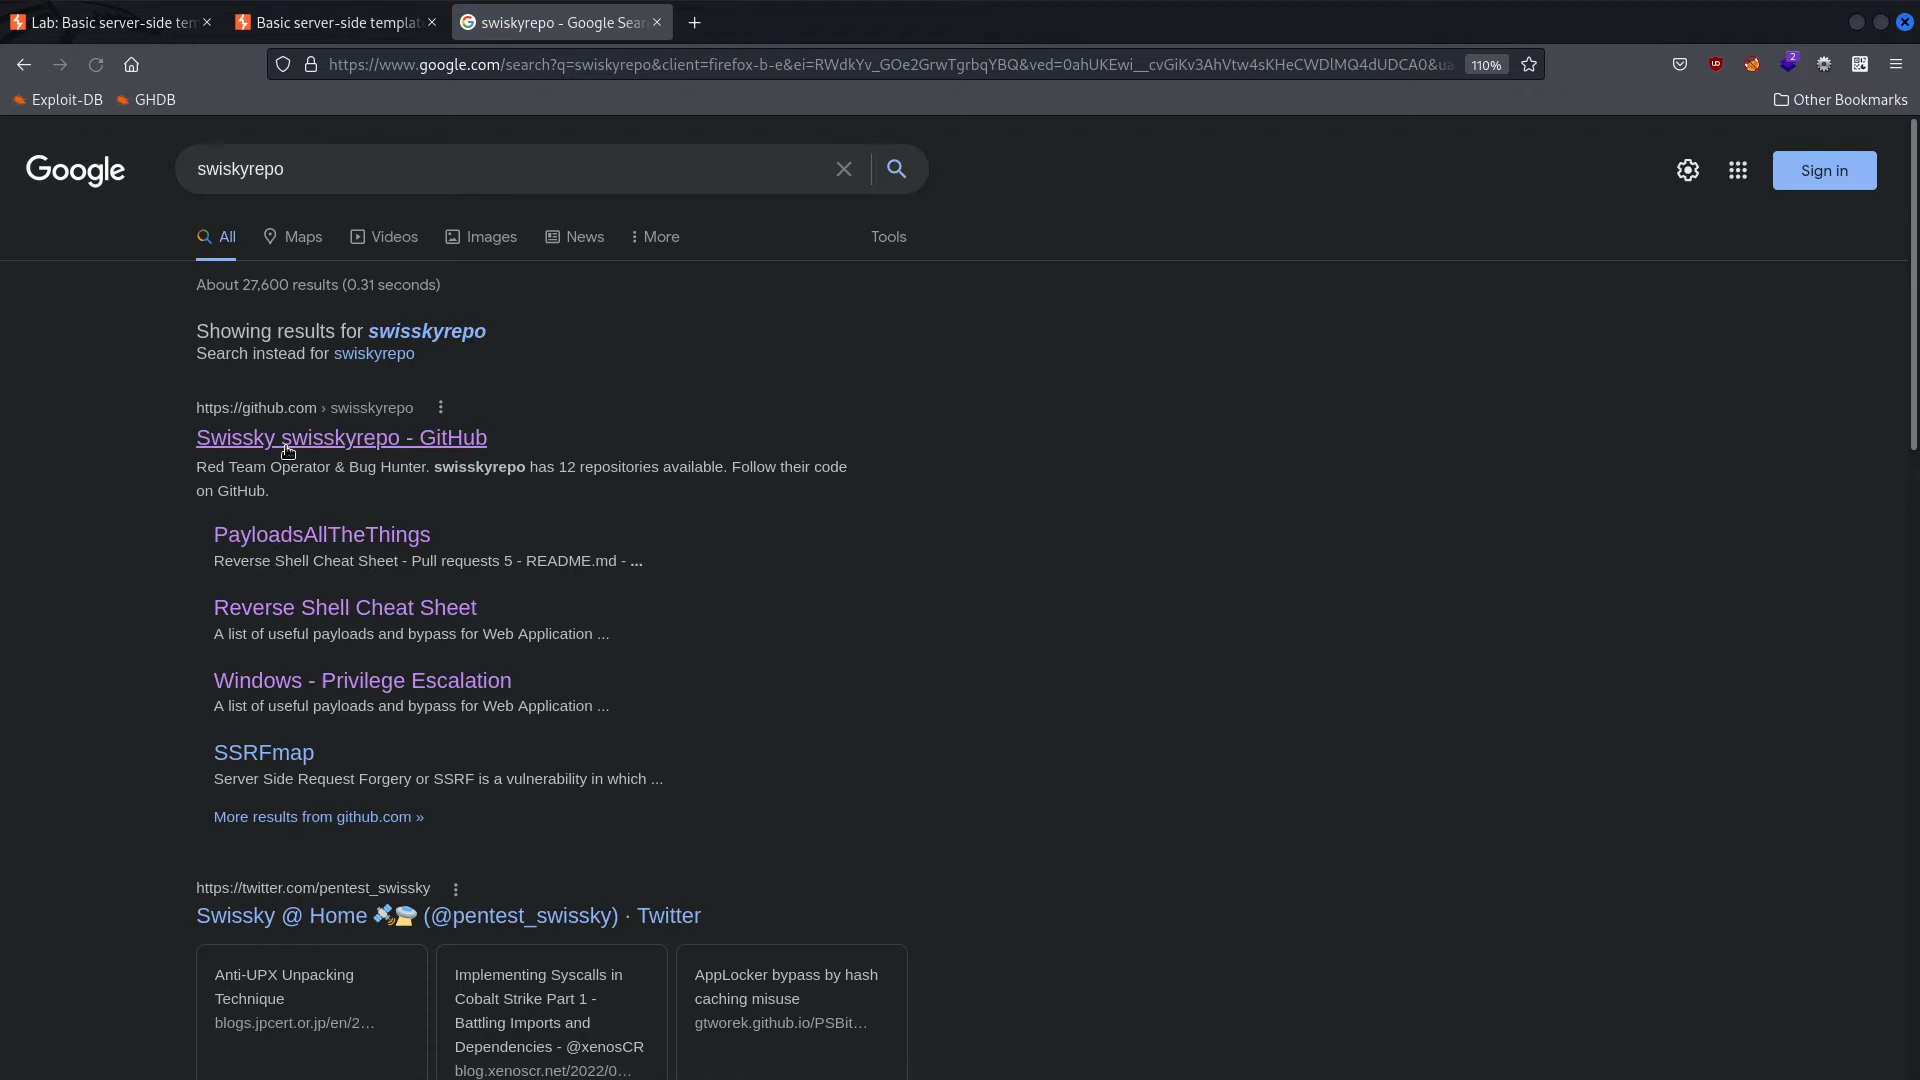 Lab: Basic server-side tem
Basic server-side templat
swiskyrepo - Google Sear
https://www.google.com/search?q=swiskyrepo&client=firefox-b-e&ei=RWdkYv_GOe2GrwTgrbqYBQ&ved=0ahUKEwi__cvGiKv3AhVtw4sKHeCWDlMQ4dUDCA0&ua
110%
2
Exploit-DB
GHDB
Other Bookmarks
Google
swiskyrepo
Sign in
All
Maps
Videos
Images
News
More
Tools
About 27,600 results (0.31 seconds)
Showing results for swisskyrepo
Search instead for swiskyrepo
https://github.com › swisskyrepo
Swissky swisskyrepo - GitHub
Red Team Operator & Bug Hunter. swisskyrepo has 12 repositories available. Follow their code
on GitHub.
PayloadsAllTheThings
Reverse Shell Cheat Sheet - Pull requests 5 - README.md - ...
Reverse Shell Cheat Sheet
A list of useful payloads and bypass for Web Application ...
Windows - Privilege Escalation
A list of useful payloads and bypass for Web Application ...
SSRFmap
Server Side Request Forgery or SSRF is a vulnerability in which ...
More results from github.com »
https://twitter.com/pentest_swissky
Swissky @ Home 🛰️🥏 (@pentest_swissky) · Twitter
Anti-UPX Unpacking
Technique
blogs.jpcert.or.jp/en/2…
Implementing Syscalls in
Cobalt Strike Part 1 -
Battling Imports and
Dependencies - @xenosCR
blog.xenoscr.net/2022/0…
AppLocker bypass by hash
caching misuse
gtworek.github.io/PSBit…